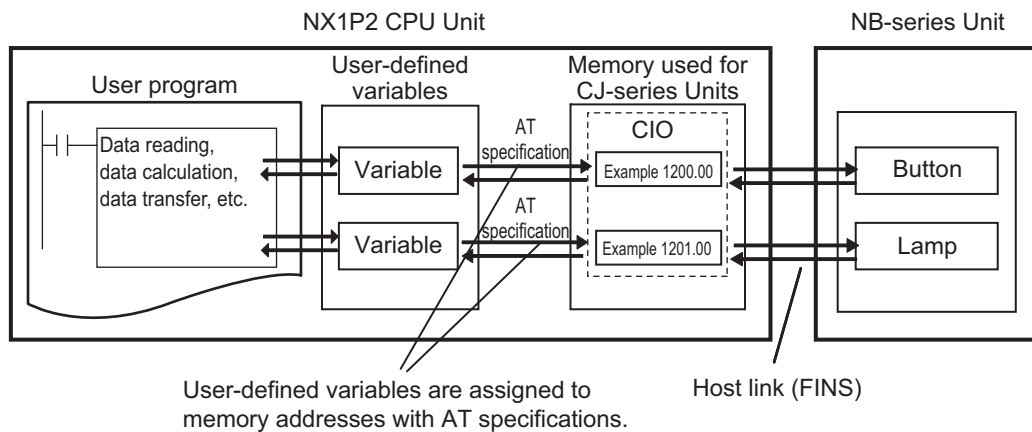 NX1P2 CPU Unit
NB-series Unit
User program
User-defined
variables
Memory used for
CJ-series Units
Data reading,
data calculation,
data transfer, etc.
Variable
Variable
AT
specification
AT
specification
CIO
Example 1200.00
Example 1201.00
Button
Lamp
User-defined variables are assigned to
memory addresses with AT specifications.
Host link (FINS)